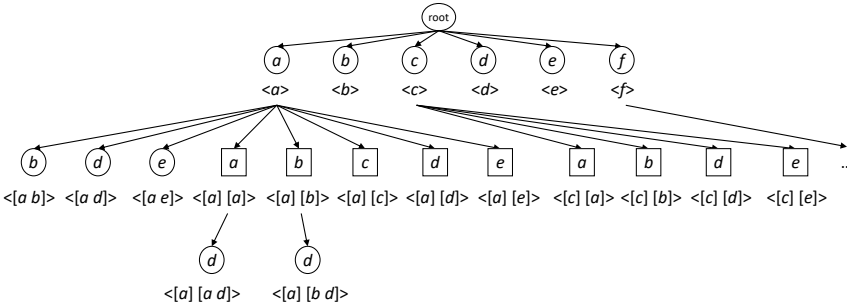 root
a b c d e f
<a> <b> <c> <d> <e> <f>
b d e a b c d e a b d e ..
<[a b]> <[a d]> <[a e]> <[a] [a]> <[a] [b]> <[a] [c]> <[a] [d]> <[a] [e]> <[c] [a]> <[c] [b]> <[c] [d]> <[c] [e]>
d d
<[a] [a d]> <[a] [b d]>